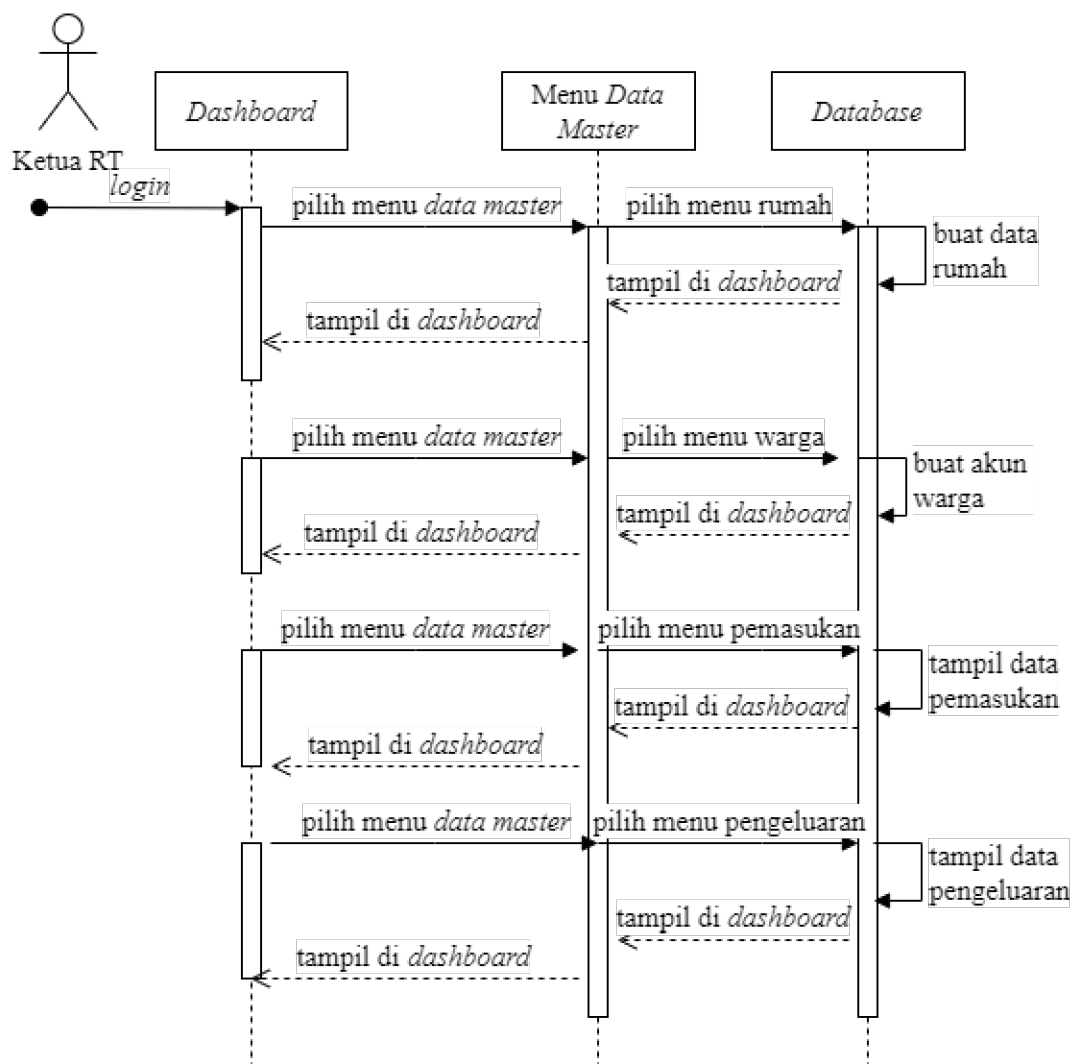 Dashboard
Menu Data
Master
Database
Ketua RT
login
pilih menu data master
pilih menu rumah
buat data
rumah
tampil di dashboard
tampil di dashboard
pilih menu data master
pilih menu warga
buat akun
warga
tampil di dashboard
tampil di dashboard
pilih menu data master
pilih menu pemasukan
tampil data
pemasukan
tampil di dashboard
tampil di dashboard
pilih menu data master
pilih menu pengeluaran
tampil data
pengeluaran
tampil di dashboard
tampil di dashboard